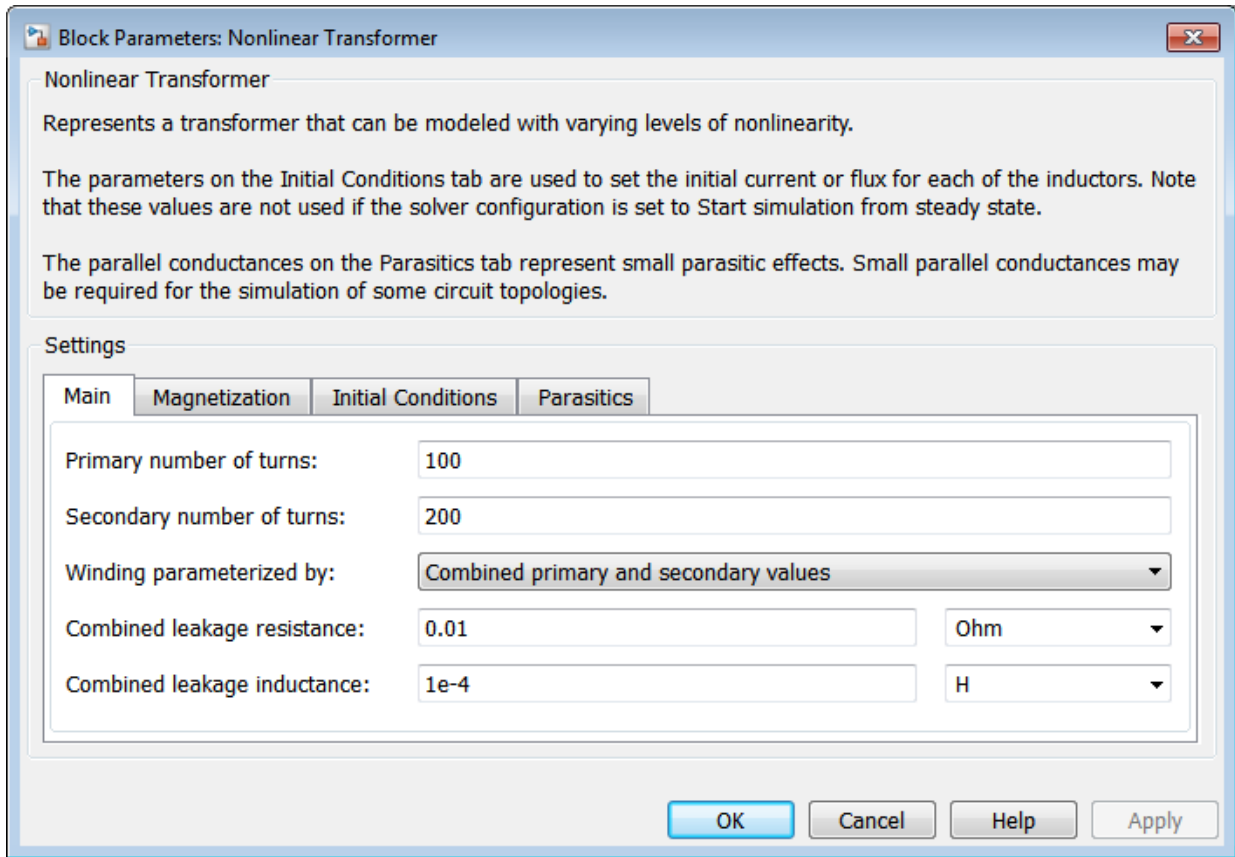 Block Parameters: Nonlinear Transformer
Nonlinear Transformer
Represents a transformer that can be modeled with varying levels of nonlinearity.
The parameters on the Initial Conditions tab are used to set the initial current or flux for each of the inductors. Note
that these values are not used if the solver configuration is set to Start simulation from steady state.
The parallel conductances on the Parasitics tab represent small parasitic effects. Small parallel conductances may
be required for the simulation of some circuit topologies.
Settings
Main Magnetization Initial Conditions Parasitics
Primary number of turns: 100
Secondary number of turns: 200
Winding parameterized by: Combined primary and secondary values
Combined leakage resistance: 0.01 Ohm
Combined leakage inductance: 1e-4 H
OK Cancel Help Apply